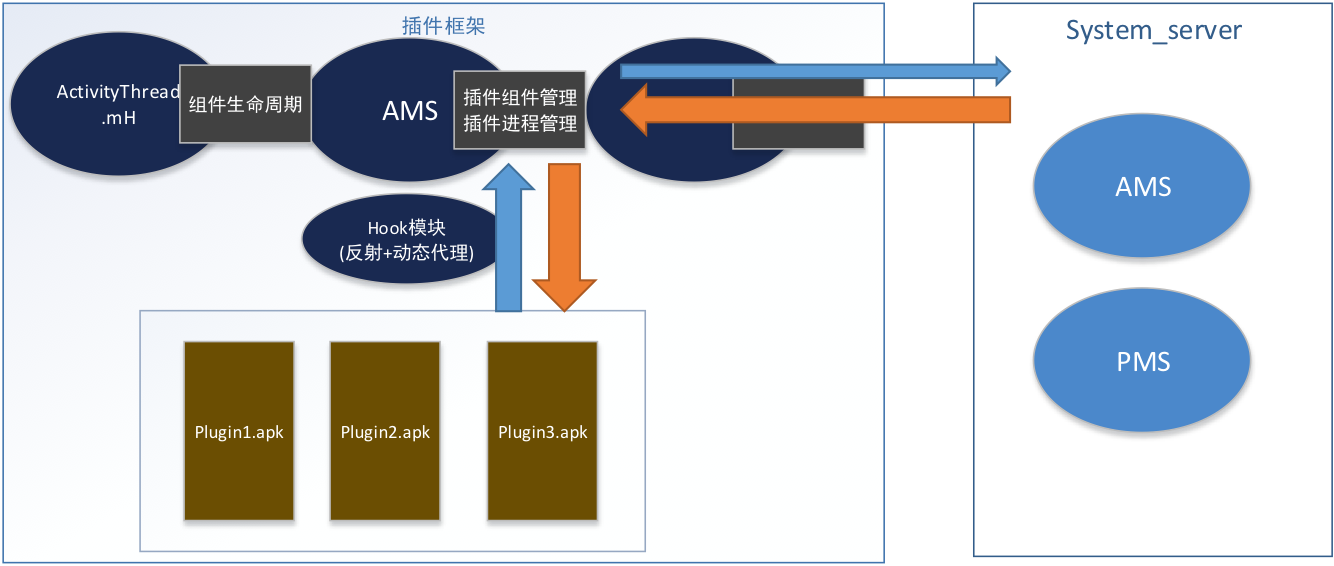 插件框架
System_server
ActivityThread
.mH
组件生命周期
AMS
插件组件管理
插件进程管理
Hook模块
(反射+动态代理)
AMS
PMS
Plugin1.apk
Plugin2.apk
Plugin3.apk